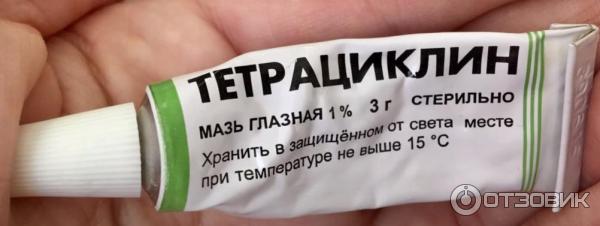 ТЕТРАЦИКЛИН
МАЗЬ ГЛАЗНАЯ 1% 3 г СТЕРИЛЬНО
Хранить в защищённом от света месте
при температуре не выше 15 °C
ОТЗОВИК